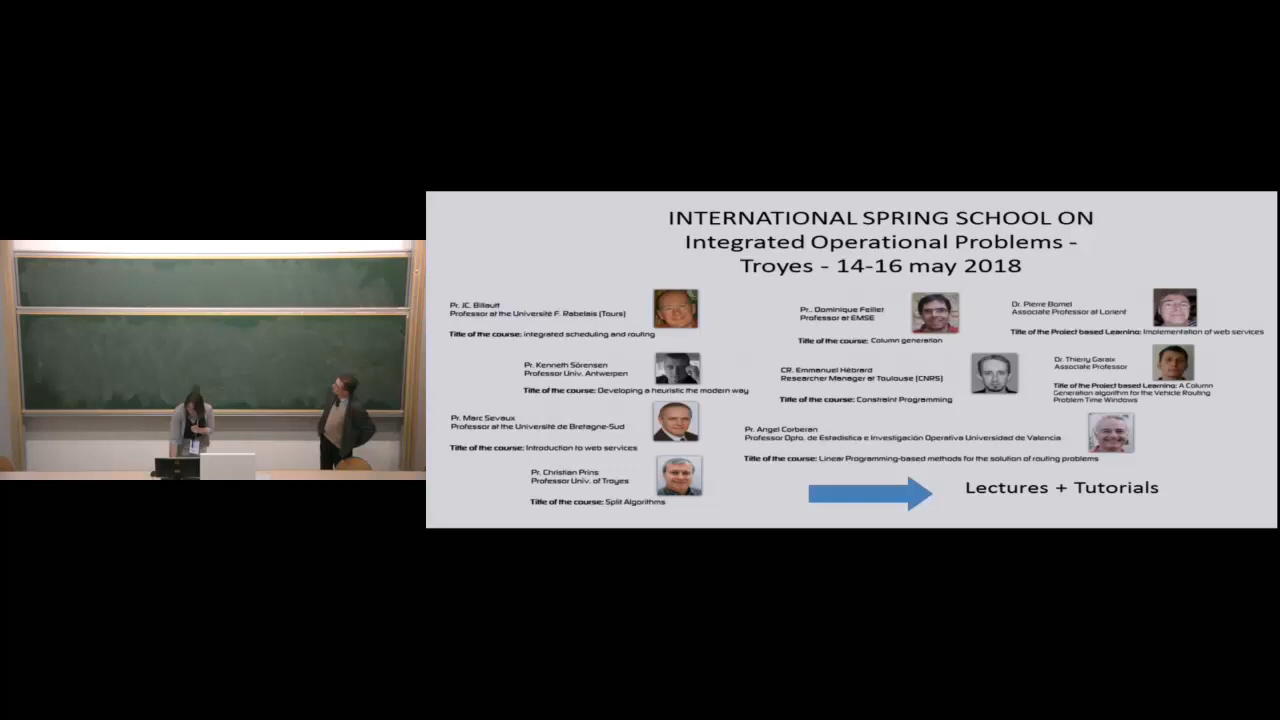 INTERNATIONAL SPRING SCHOOL ON
Integrated Operational Problems -
Troyes - 14-16 may 2018
Pr. JC. Billaut
Professor at the Université F. Rabelais (Tours)
Title of the course: integrated scheduling and routing
Pr. Kenneth Sörensen
Professor Univ. Antwerpen
Title of the course: Developing a heuristic the modern way
Pr. Marc Sevaux
Professor at the Université de Bretagne-Sud
Title of the course: Introduction to web services
Pr. Christian Prins
Professor Univ. of Troyes
Title of the course: Split Algorithms
Pr.. Dominique Feillet
Professor at EMSE
Title of the course: Column generation
CR. Emmanuel Hébrard
Researcher Manager at Toulouse (CNRS)
Title of the course: Constraint Programming
Pr. Angel Corberan
Professor Dpto. de Estadistica e Investigación Operativa Universidad de Valencia
Title of the course: Linear Programming-based methods for the solution of routing problems
Dr. Pierre Bomel
Associate Professor at Lorient
Title of the Project based Learning: Implementation of web services
Dr. Thierry Garaix
Associate Professor
Title of the Project based Learning: A Column
Generation algorithm for the Vehicle Routing
Problem Time Windows
Lectures + Tutorials